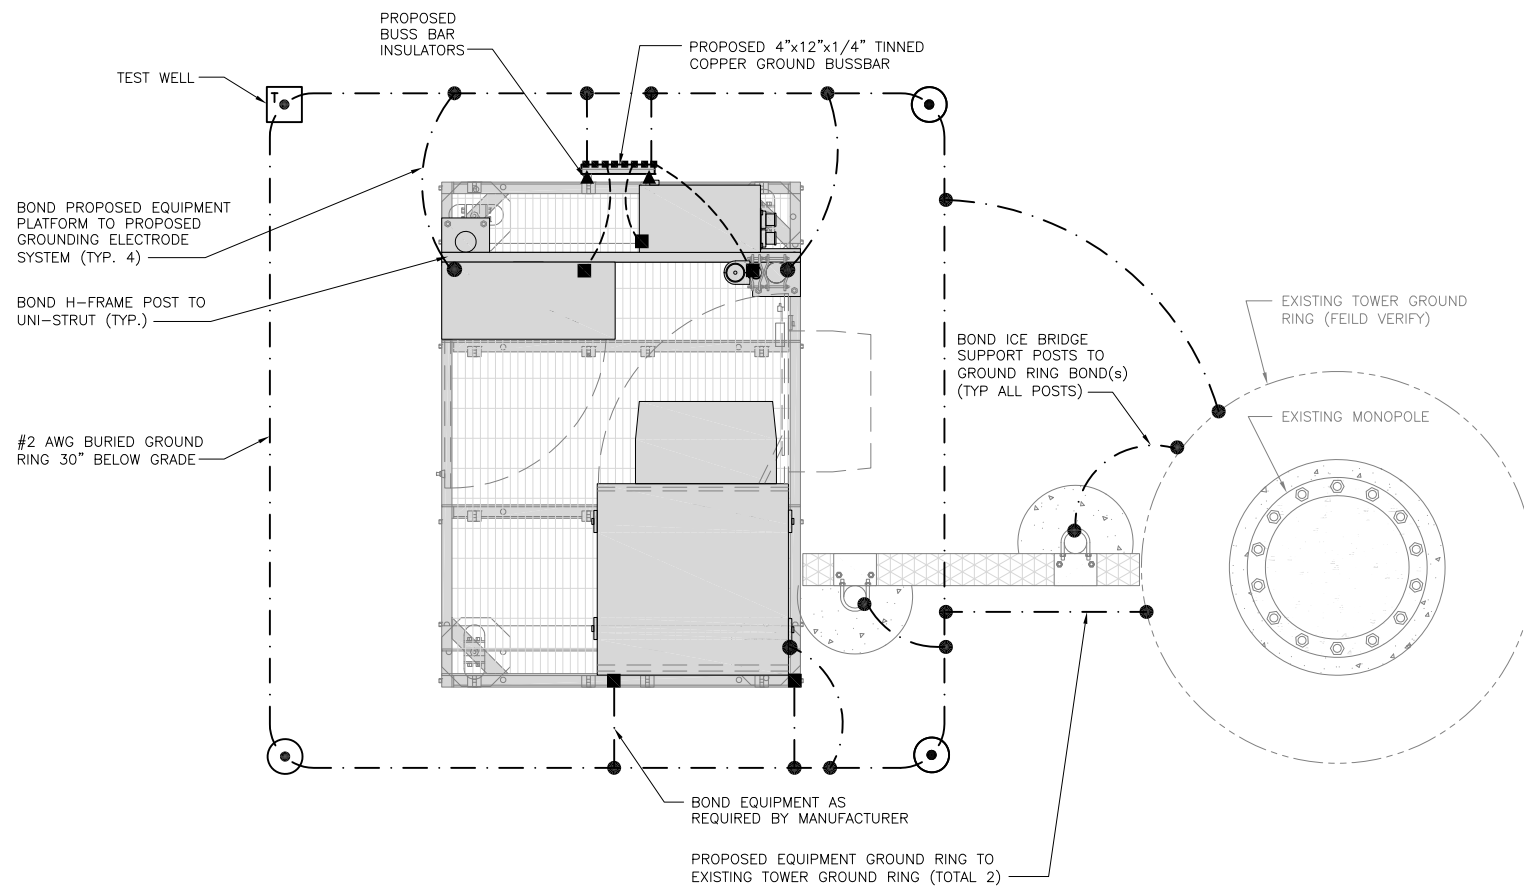 PROPOSED
BUSS BAR
INSULATORS
PROPOSED 4"x12"x1/4" TINNED
COPPER GROUND BUSSBAR
TEST WELL
T
BOND PROPOSED EQUIPMENT
PLATFORM TO PROPOSED
GROUNDING ELECTRODE
SYSTEM (TYP. 4)
BOND H-FRAME POST TO
UNI-STRUT (TYP.)
EXISTING TOWER GROUND
RING (FEILD VERIFY)
BOND ICE BRIDGE
SUPPORT POSTS TO
GROUND RING BOND(s)
(TYP ALL POSTS)
EXISTING MONOPOLE
#2 AWG BURIED GROUND
RING 30" BELOW GRADE
BOND EQUIPMENT AS
REQUIRED BY MANUFACTURER
PROPOSED EQUIPMENT GROUND RING TO
EXISTING TOWER GROUND RING (TOTAL 2)